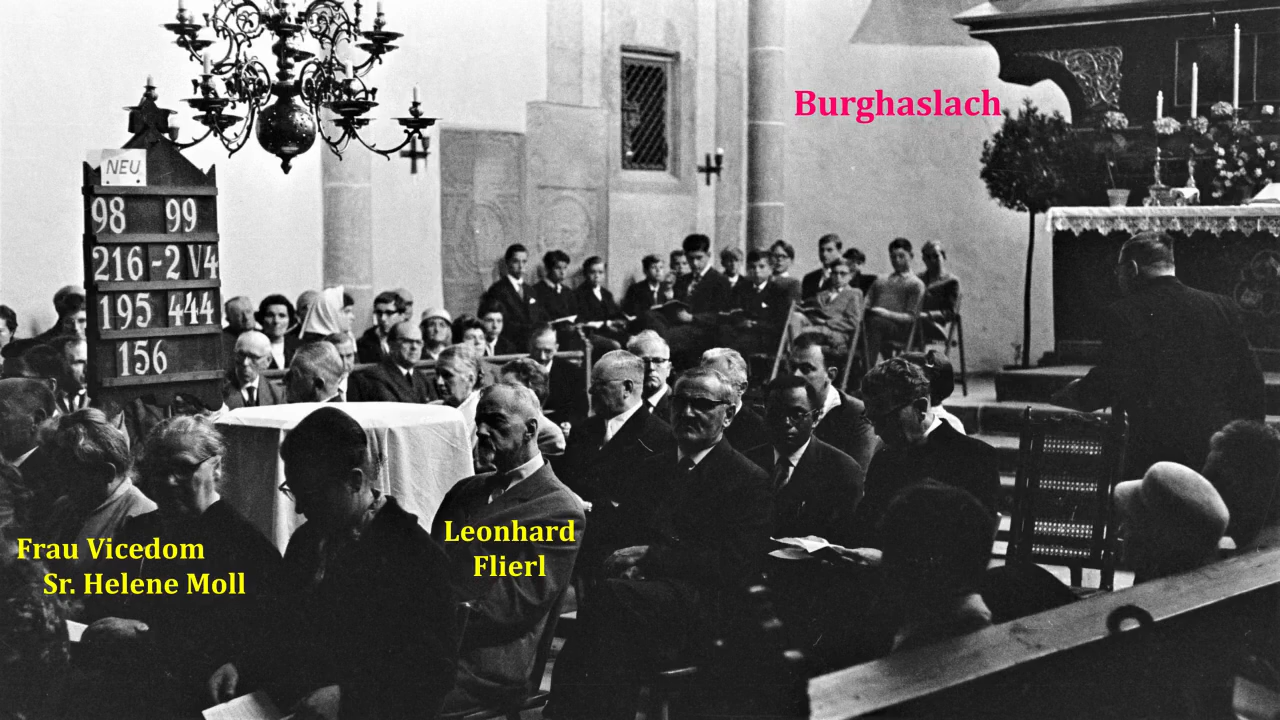 Burghaslach
NEU
98 99
216-2 V4
195 444
156
Leonhard
Flierl
Frau Vicedom
Sr. Helene Moll